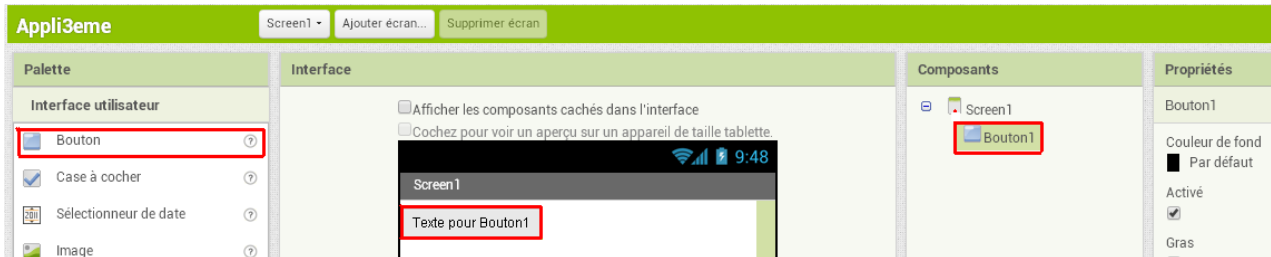 Appli3eme
Screen1
Ajouter écran...
Supprimer écran
Palette
Interface utilisateur
Bouton
?
Case à cocher
?
2011
Sélectionneur de date
?
Image
?
Interface
Afficher les composants cachés dans l'interface
Cochez pour voir un aperçu sur un appareil de taille tablette.
9:48
Screen1
Texte pour Bouton1
Composants
Screen1
Bouton1
Propriétés
Bouton1
Couleur de fond
Par défaut
Activé
Gras